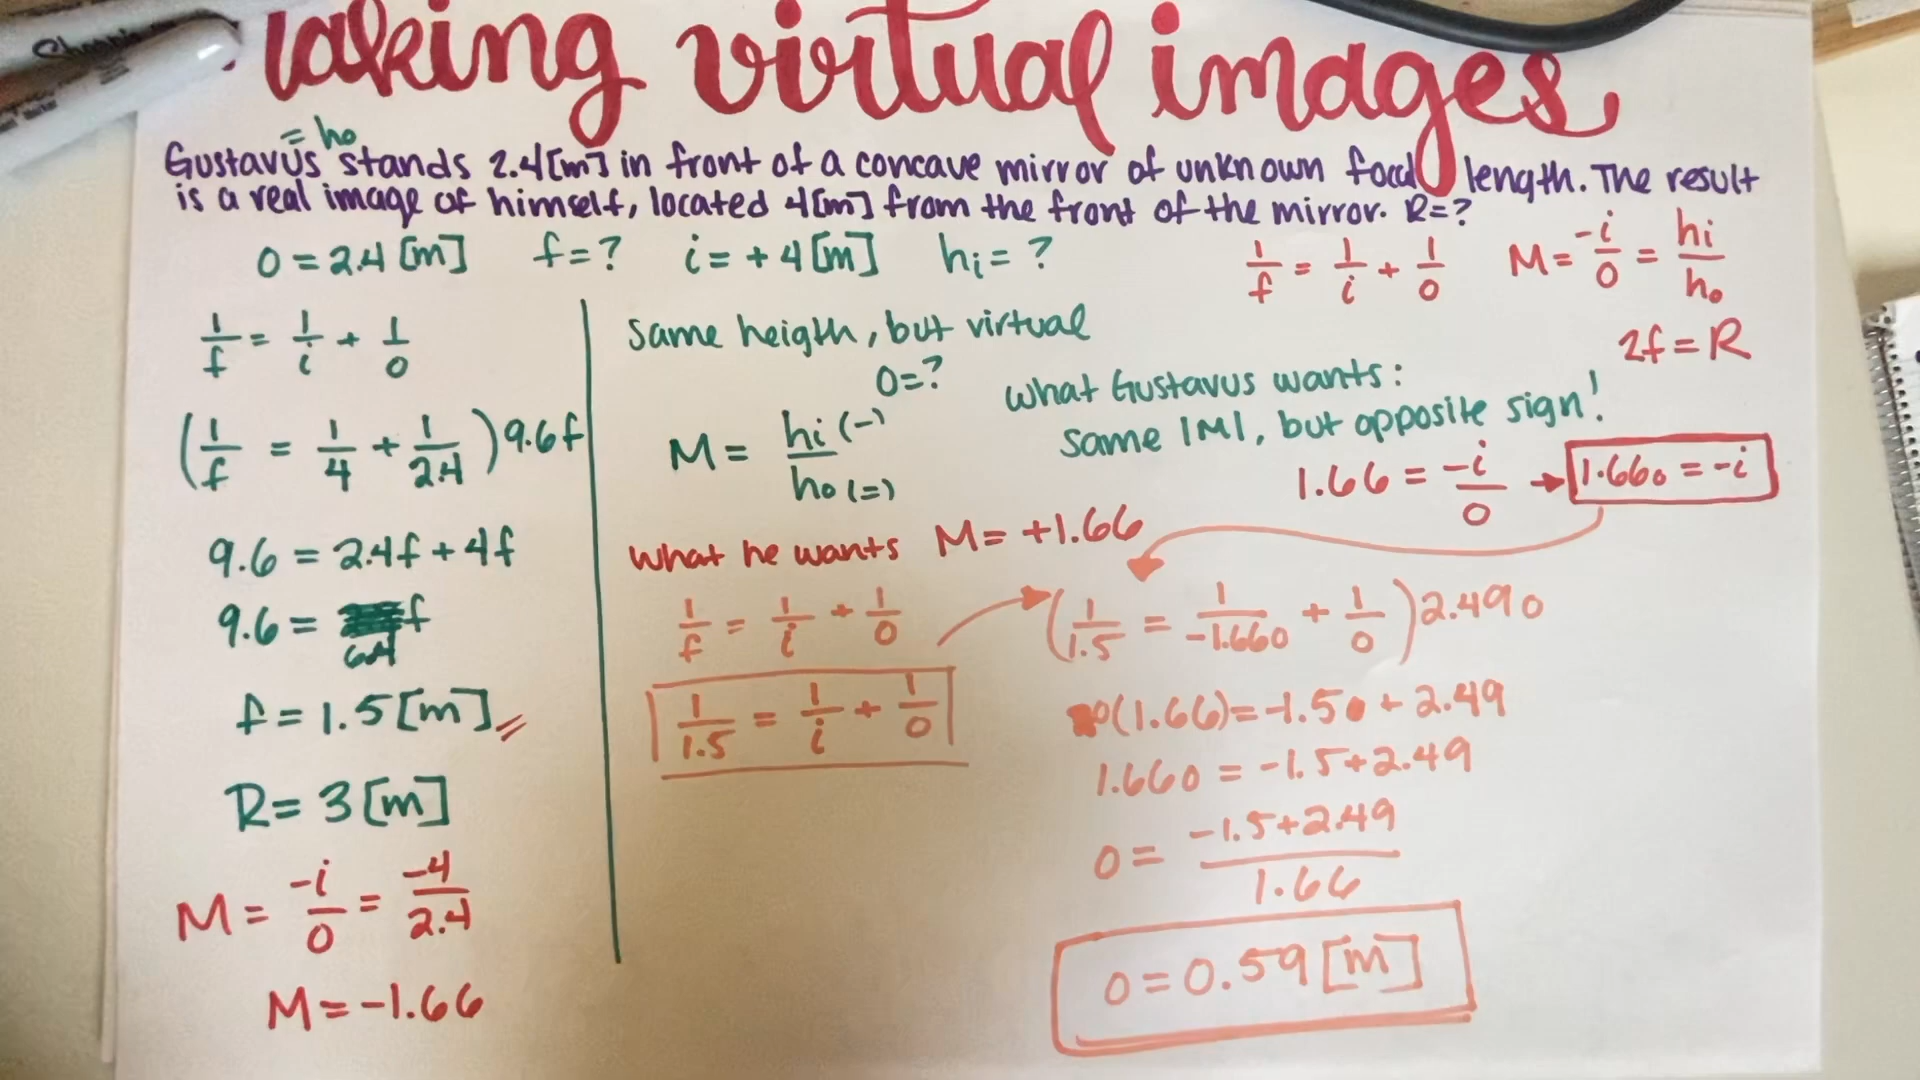 Taking virtual images
= ho
Gustavus stands 2.4[m] in front of a concave mirror of unknown focal length. The result
is a real image of himself, located 4[m] from the front of the mirror. R=?
o = 2.4 [m] f = ? i = +4[m] hi = ?
1/f = 1/i + 1/o M = -i/o = hi/ho
2f = R
1/f = 1/i + 1/o
(1/f = 1/4 + 1/2.4) 9.6f
9.6 = 2.4f + 4f
9.6 = 6.4f
f = 1.5[m]
R = 3[m]
M = -i/o = -4/2.4
M = -1.66
Same heigth, but virtual
o=?
M = hi (-) / ho (=)
What he wants M = +1.66
1/f = 1/i + 1/o
1/1.5 = 1/i + 1/o
What Gustavus wants:
Same |M|, but opposite sign!
1.66 = -i/o → 1.66o = -i
(1/1.5 = 1/-1.66o + 1/o) 2.49o
o(1.66) = -1.5 + 2.49
1.66o = -1.5+2.49
o = -1.5+2.49 / 1.66
o = 0.59[m]